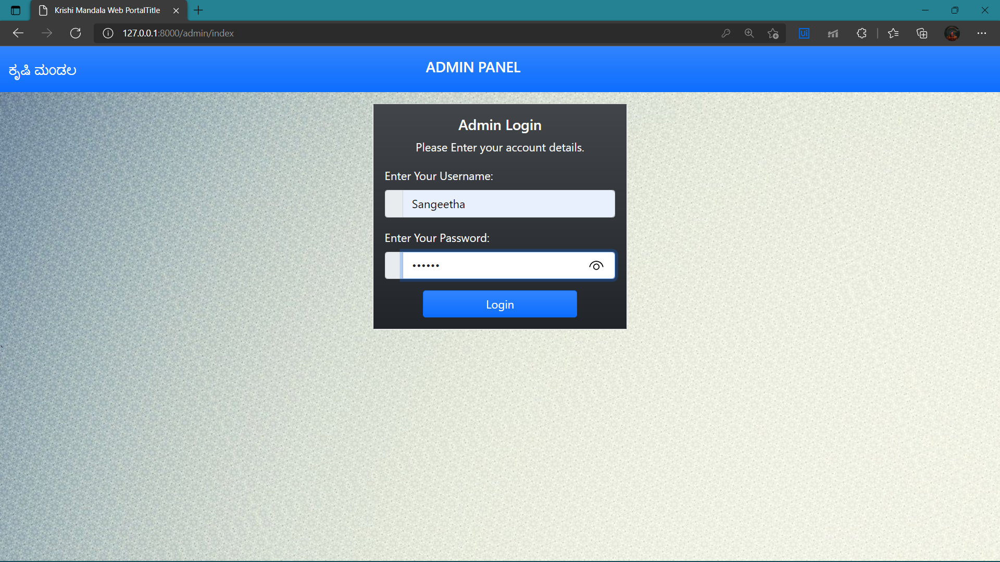 Krishi Mandala Web PortalTitle
127.0.0.1:8000/admin/index
ಕೃಷಿ ಮಂಡಲ
ADMIN PANEL
Admin Login
Please Enter your account details.
Enter Your Username:
Sangeetha
Enter Your Password:
••••••
Login
`